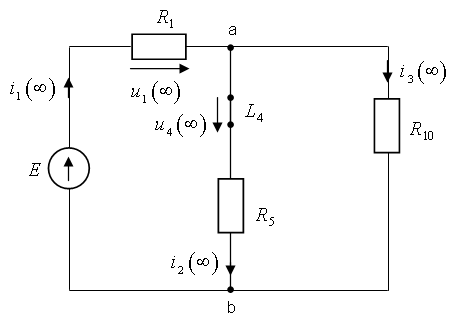 R₁
a
i₁(∞)
u₁(∞)
i₃(∞)
L₄
u₄(∞)
R₁₀
E
R₅
i₂(∞)
b